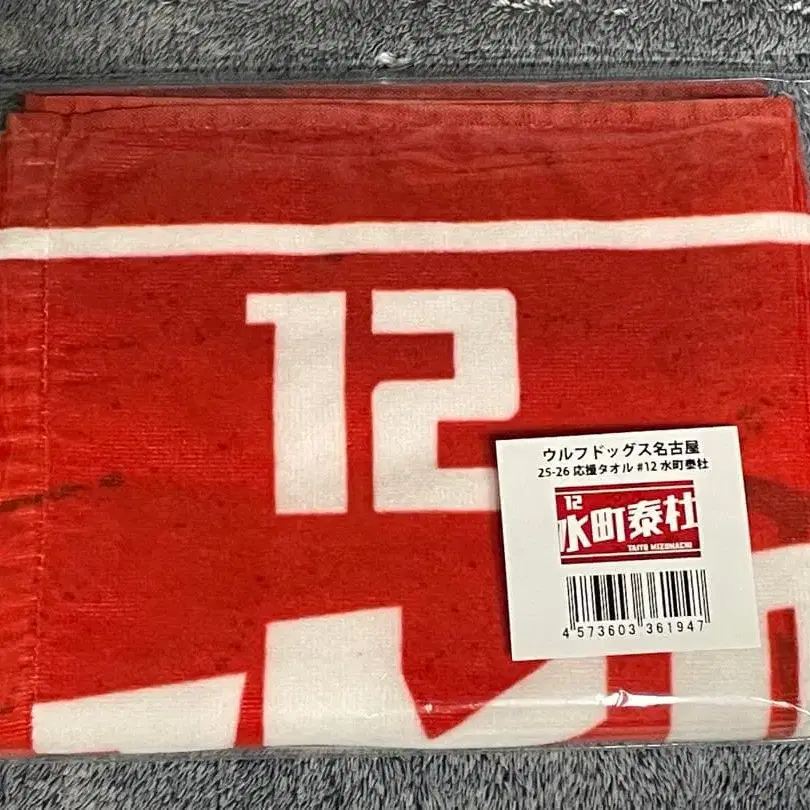 12
ウルフドッグス名古屋
25-26 応援タオル #12 水町泰杜
12
水町泰杜
TAITO MIZUMACHI
4 573603 361947